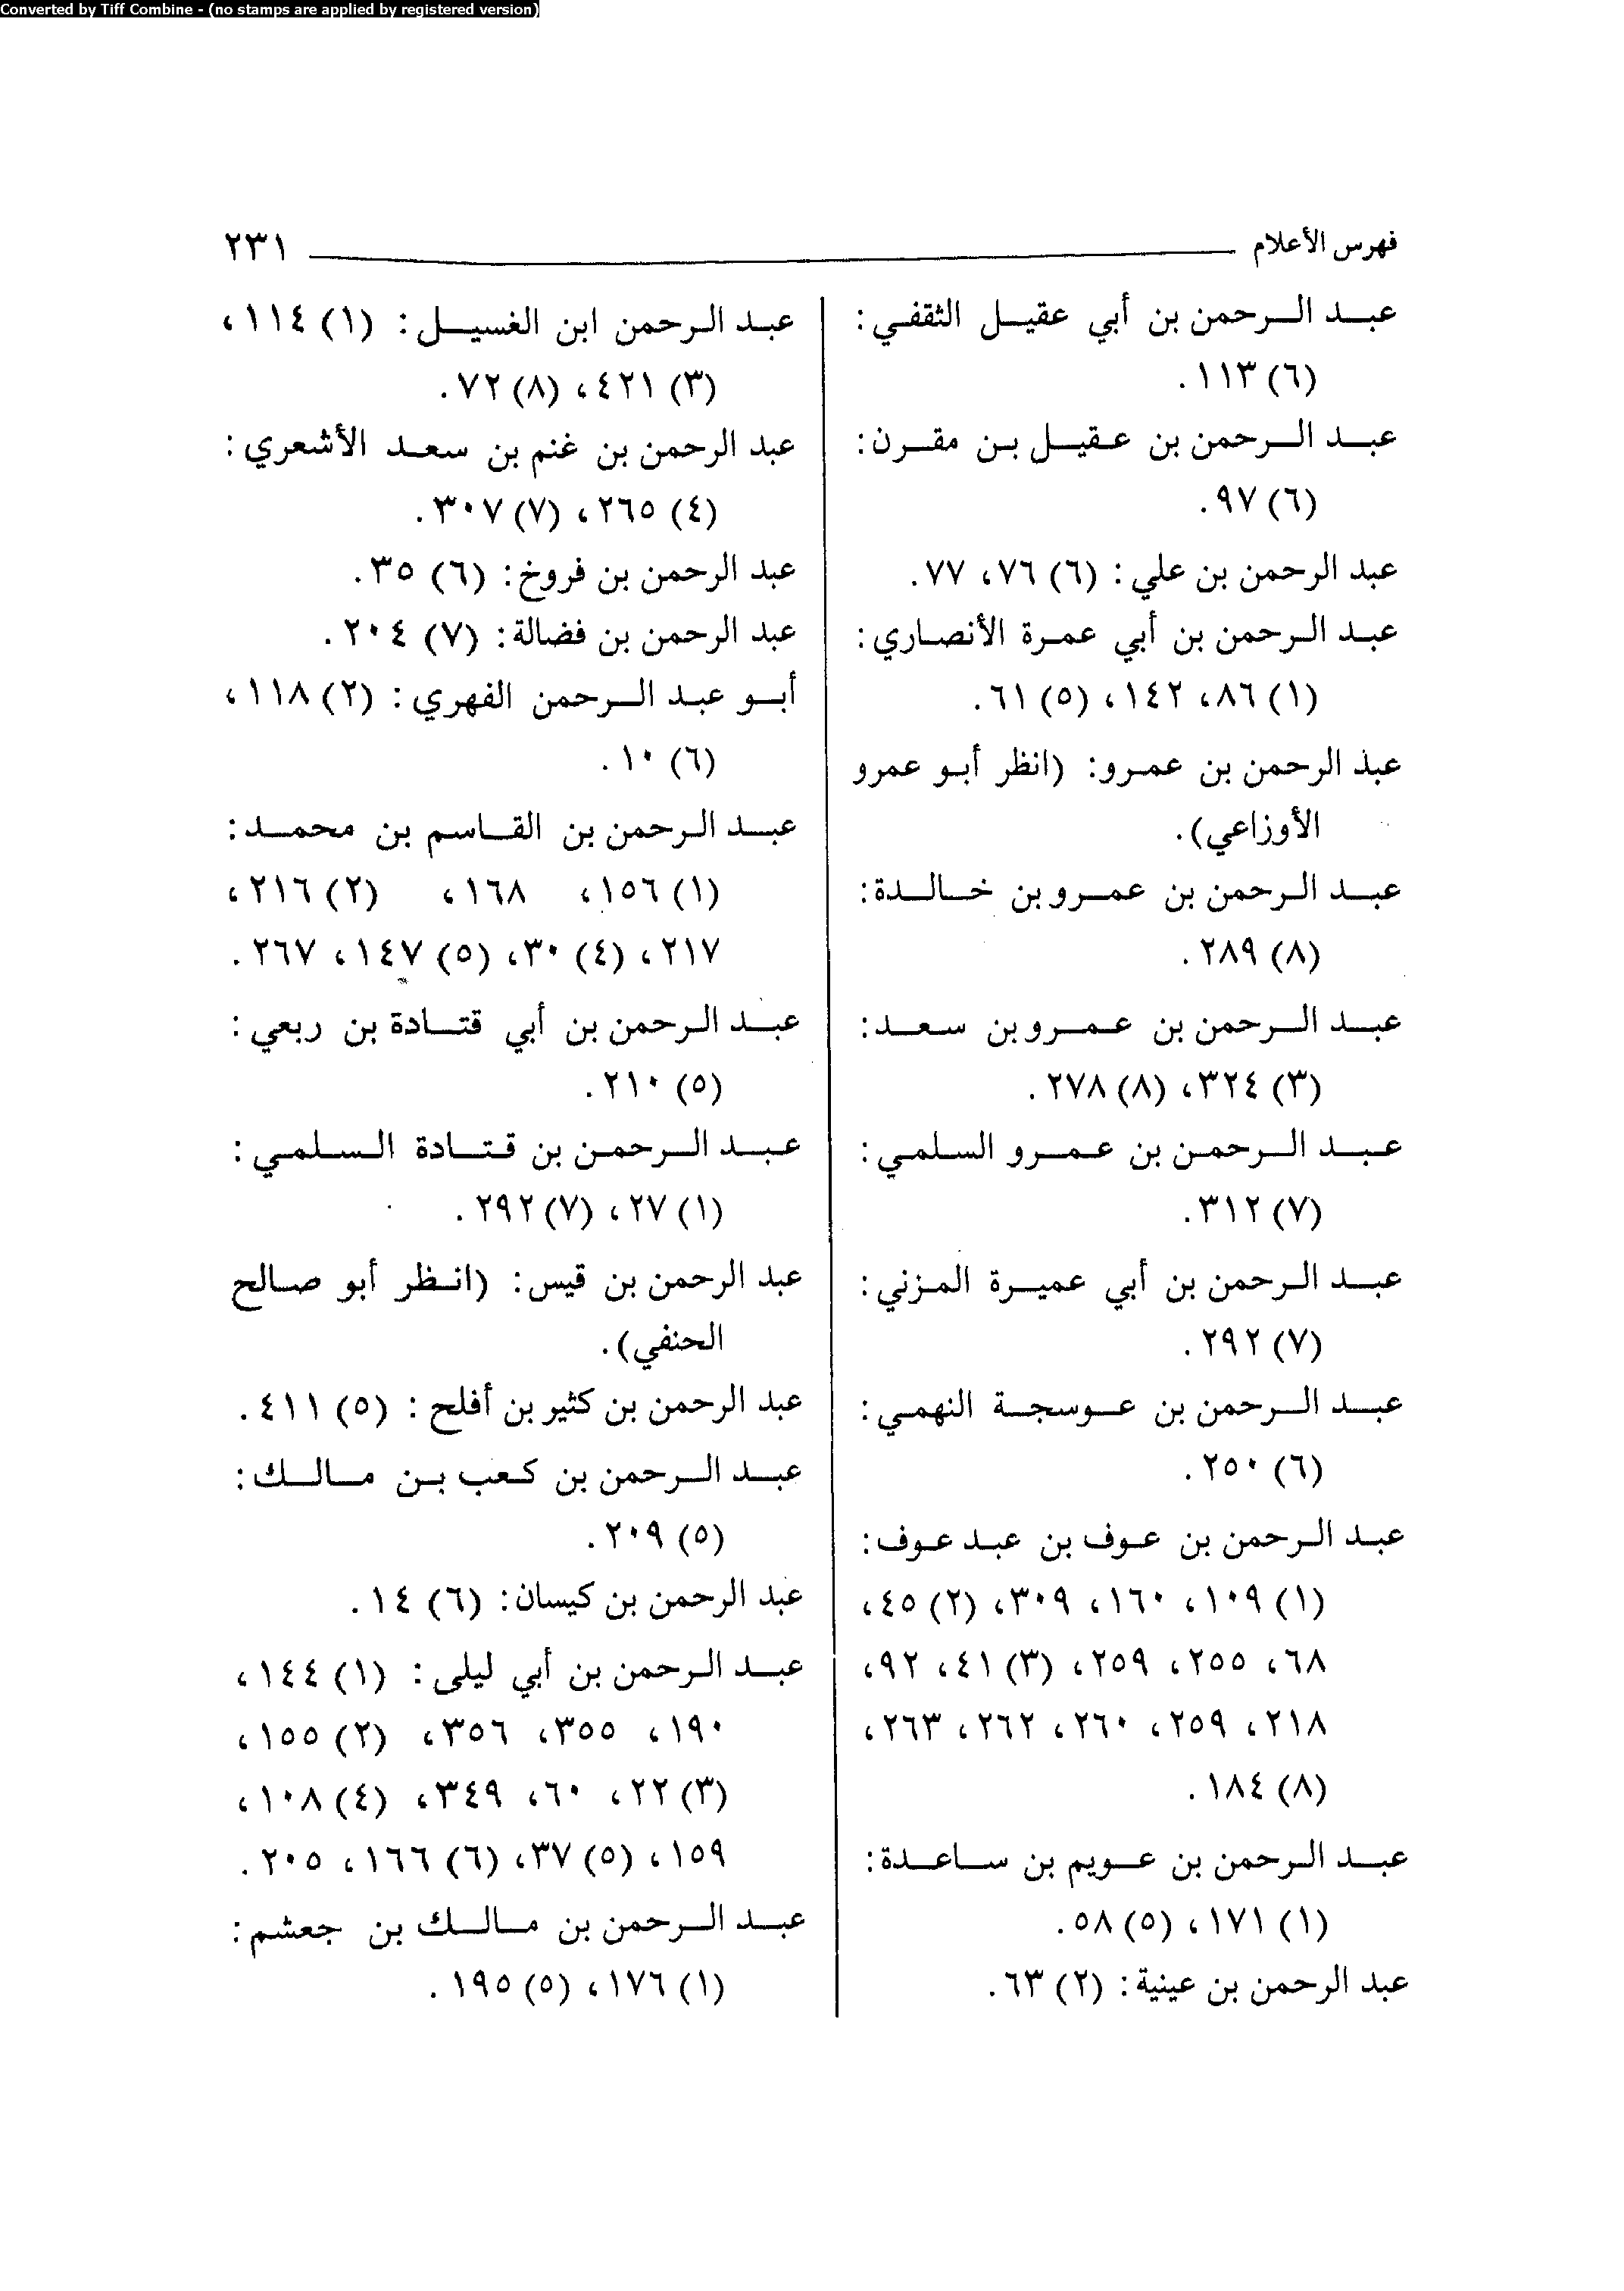 Converted by Tiff Combine - (no stamps are applied by registered version)
فهرس الأعلام ٢٣١
عبد الرحمن بن أبي عقيل الثقفي:
(٦) ١١٣.
عبد الرحمن بن عقيل بن مقرن:
(٦) ٩٧.
عبد الرحمن بن علي: (٦) ٧٦، ٧٧.
عبد الرحمن بن أبي عمرة الأنصاري:
(١) ٨٦، ١٤٢، (٥) ٦١.
عبد الرحمن بن عمرو: (انظر أبو عمرو
الأوزاعي).
عبد الرحمن بن عمرو بن خالدة:
(٨) ٢٨٩.
عبد الرحمن بن عمرو بن سعد:
(٣) ٣٢٤، (٨) ٢٧٨.
عبد الرحمن بن عمرو السلمي:
(٧) ٣١٢.
عبد الرحمن بن أبي عميرة المزني:
(٧) ٢٩٢.
عبد الرحمن بن عوسجة النهمي:
(٦) ٢٥٠.
عبد الرحمن بن عوف بن عبد عوف:
(١) ١٠٩، ١٦٠، ٣٠٩، (٢) ٤٥،
٦٨، ٢٥٥، ٢٥٩، (٣) ٤١، ٩٢،
٢١٨، ٢٥٩، ٢٦٠، ٢٦٢، ٢٦٣،
(٨) ١٨٤.
عبد الرحمن بن عويم بن ساعدة:
(١) ١٧١، (٥) ٥٨.
عبد الرحمن بن عينية: (٢) ٦٣.
عبد الرحمن ابن الغسيل: (١) ١١٤،
(٣) ٤٢١، (٨) ٧٢.
عبد الرحمن بن غنم بن سعد الأشعري:
(٤) ٢٦٥، (٧) ٣٠٧.
عبد الرحمن بن فروخ: (٦) ٣٥.
عبد الرحمن بن فضالة: (٧) ٢٠٤.
أبو عبد الرحمن الفهري: (٢) ١١٨،
(٦) ١٠.
عبد الرحمن بن القاسم بن محمد:
(١) ١٥٦، ١٦٨، (٢) ٢١٦،
٢١٧، (٤) ٣٠، (٥) ١٤٧، ٢٦٧.
عبد الرحمن بن أبي قتادة بن ربعي:
(٥) ٢١٠.
عبد الرحمن بن قتادة السلمي:
(١) ٢٧، (٧) ٢٩٢.
عبد الرحمن بن قيس: (انظر أبو صالح
الحنفي).
عبد الرحمن بن كثير بن أفلح: (٥) ٤١١.
عبد الرحمن بن كعب بن مالك:
(٥) ٢٠٩.
عبد الرحمن بن كيسان: (٦) ١٤.
عبد الرحمن بن أبي ليلى: (١) ١٤٤،
١٩٠، ٣٥٥، ٣٥٦، (٢) ١٥٥،
(٣) ٢٢، ٦٠، ٣٤٩، (٤) ١٠٨،
١٥٩، (٥) ٣٧، (٦) ١٦٦، ٢٠٥.
عبد الرحمن بن مالك بن جعشم:
(١) ١٧٦، (٥) ١٩٥.